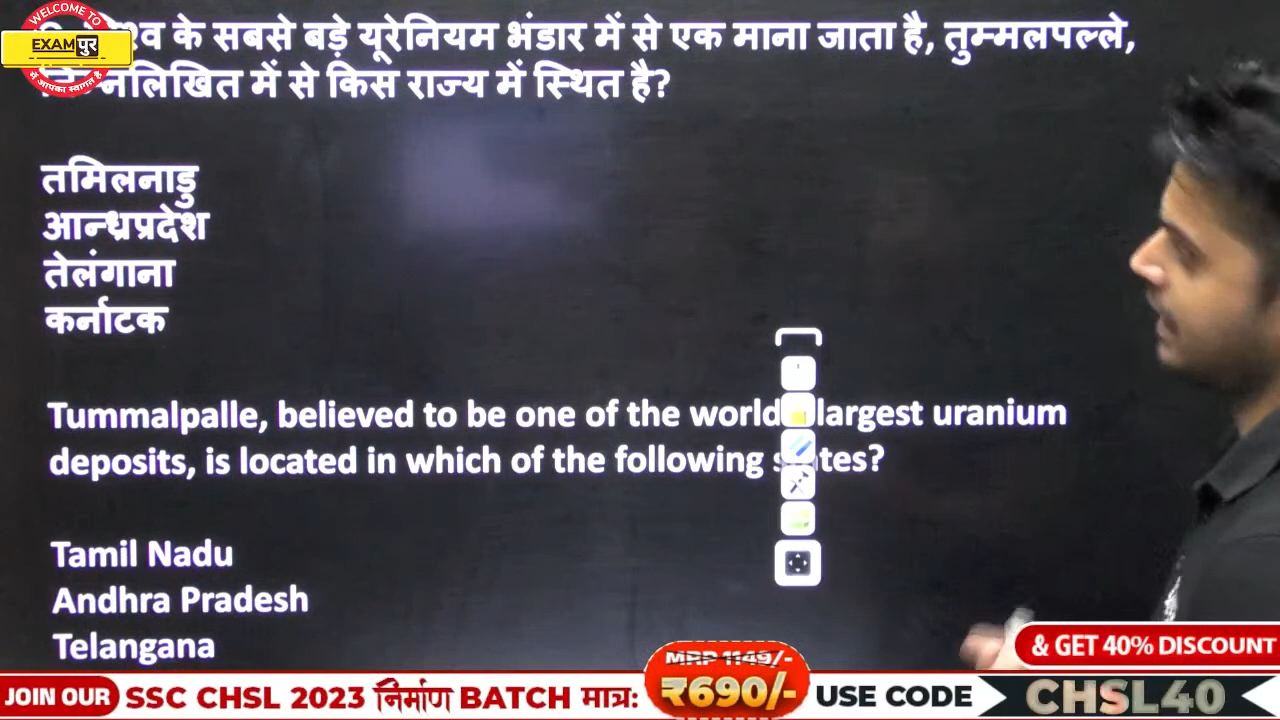 WELCOME TO
EXAMपुर
में आपका स्वागत है
के सबसे बड़े यूरेनियम भंडार में से एक माना जाता है, तुम्मलपल्ले,
में से किस राज्य में स्थित है?
तमिलनाडु
आन्ध्रप्रदेश
तेलंगाना
कर्नाटक
Tummalpalle, believed to be one of the world largest uranium
deposits, is located in which of the following
Tamil Nadu
Andhra Pradesh
Telangana
& GET 40% DISCOUNT
MRP 1149/-
JOIN OUR SSC CHSL 2023 निर्माण BATCH मात्र: ₹690/- USE CODE CHSL40